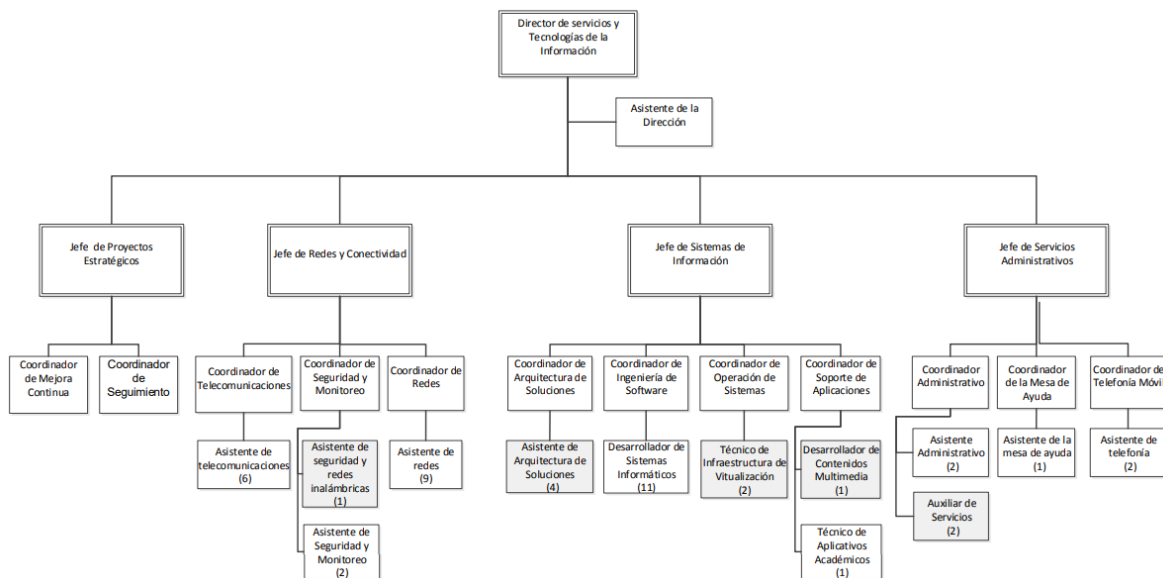 Director de servicios y
Tecnologías de la
Información
Asistente de la
Dirección
Jefe de Proyectos
Estratégicos
Jefe de Redes y Conectividad
Jefe de Sistemas de
Información
Jefe de Servicios
Administrativos
Coordinador
de Mejora
Continua
Coordinador
de
Seguimiento
Coordinador de
Telecomunicaciones
Coordinador de
Seguridad y
Monitoreo
Coordinador
de Redes
Coordinador de
Arquitectura de
Soluciones
Coordinador de
Ingeniería de
Software
Coordinador de
Operación de
Sistemas
Coordinador de
Soporte de
Aplicaciones
Coordinador
Administrativo
Coordinador
de la Mesa de
Ayuda
Coordinador de
Telefonía Móvil
Asistente de
telecomunicaciones
(6)
Asistente de
seguridad y
redes
inalámbricas
(1)
Asistente de
redes
(9)
Asistente de
Arquitectura de
Soluciones
(4)
Desarrollador de
Sistemas
Informáticos
(11)
Técnico de
Infraestructura de
Vitualización
(2)
Desarrollador de
Contenidos
Multimedia
(1)
Asistente
Administrativo
(2)
Asistente de la
mesa de ayuda
(1)
Asistente de
telefonía
(2)
Asistente de
Seguridad y
Monitoreo
(2)
Técnico de
Aplicativos
Académicos
(1)
Auxiliar de
Servicios
(2)